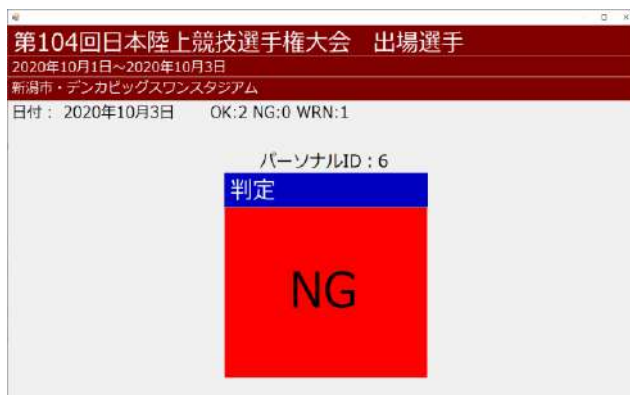 第104回日本陸上競技選手権大会　出場選手
2020年10月1日～2020年10月3日
新潟市・デンカビッグスワンスタジアム
日付： 2020年10月3日　OK:2 NG:0 WRN:1
パーソナルID：6
判定
NG